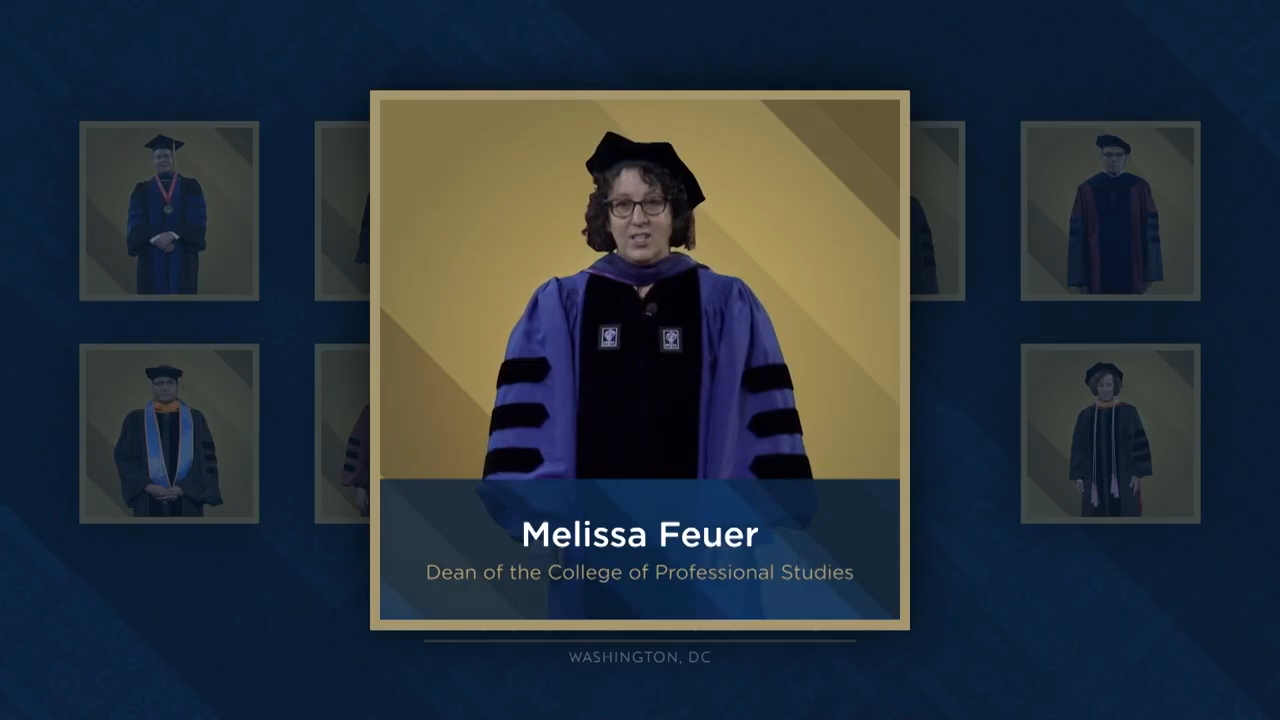 Melissa Feuer
Dean of the College of Professional Studies
WASHINGTON, DC